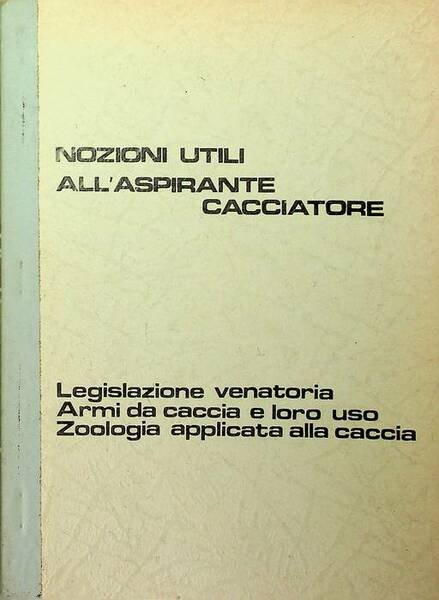 NOZIONI UTILI
ALL'ASPIRANTE
CACCIATORE
Legislazione venatoria
Armi da caccia e loro uso
Zoologia applicata alla caccia